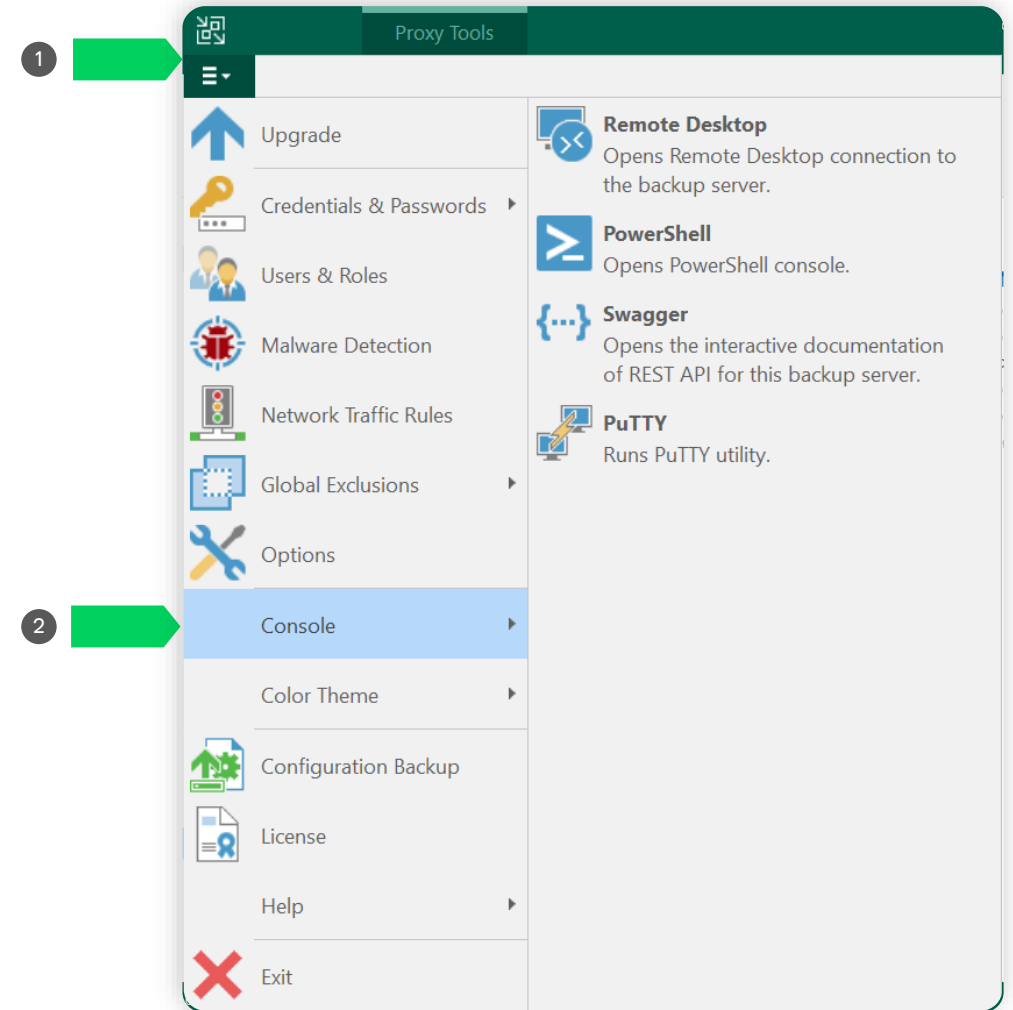 Proxy Tools
1
Upgrade
Credentials & Passwords
Users & Roles
Malware Detection
Network Traffic Rules
Global Exclusions
Options
2
Console
Color Theme
Configuration Backup
License
Help
Exit
Remote Desktop
Opens Remote Desktop connection to
the backup server.
PowerShell
Opens PowerShell console.
Swagger
Opens the interactive documentation
of REST API for this backup server.
PuTTY
Runs PuTTY utility.